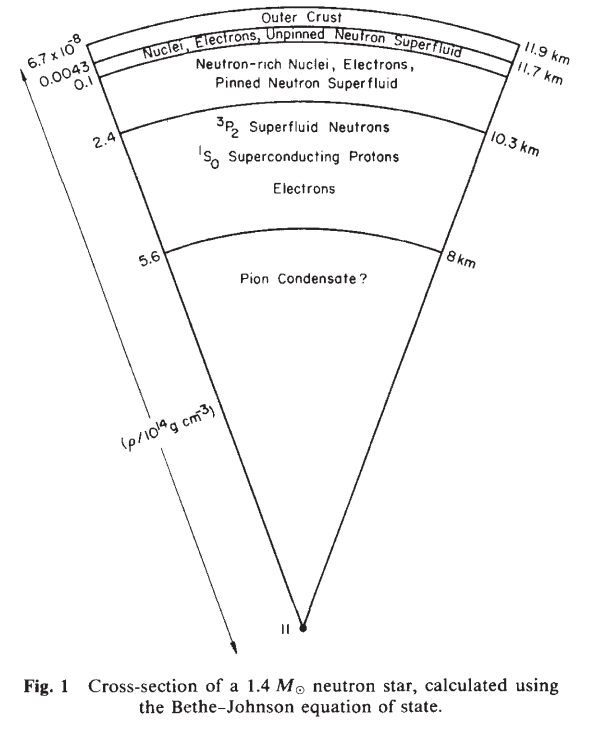 Outer Crust
6.7 x 10⁻⁸
11.9 km
Nuclei, Electrons, Unpinned Neutron Superfluid
0.0043
11.7 km
Neutron-rich Nuclei, Electrons,
0.1
Pinned Neutron Superfluid
2.4
³P₂ Superfluid Neutrons
10.3 km
¹S₀ Superconducting Protons
Electrons
5.6
8 km
Pion Condensate?
(ρ/10¹⁴ g cm⁻³)
11
Fig. 1 Cross-section of a 1.4 M⊙ neutron star, calculated using
the Bethe-Johnson equation of state.